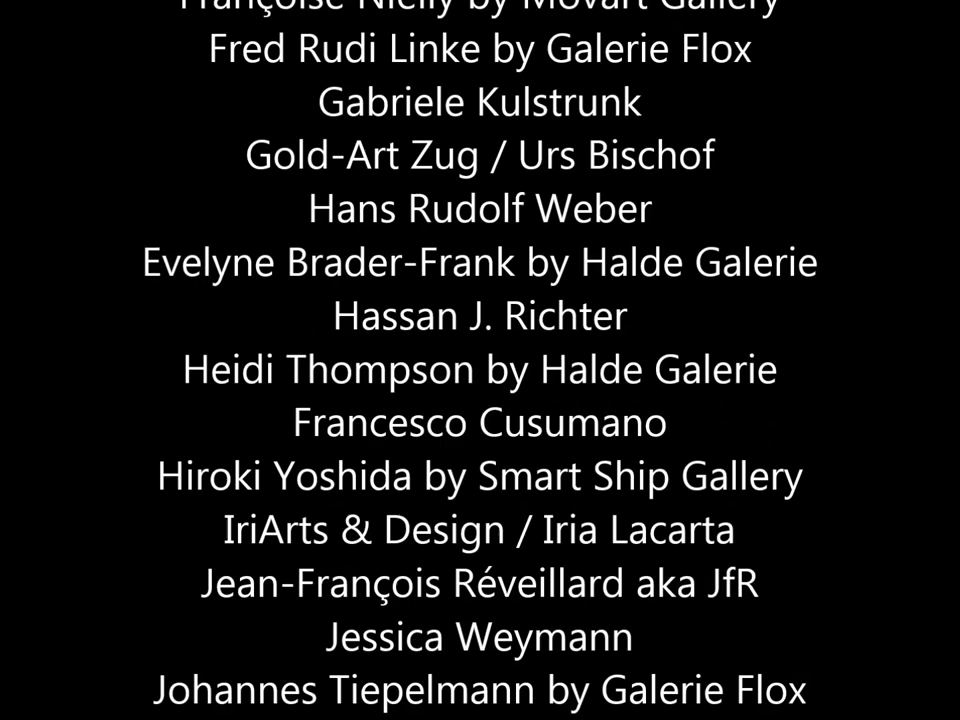 Françoise Nielly by Movart Gallery
Fred Rudi Linke by Galerie Flox
Gabriele Kulstrunk
Gold-Art Zug / Urs Bischof
Hans Rudolf Weber
Evelyne Brader-Frank by Halde Galerie
Hassan J. Richter
Heidi Thompson by Halde Galerie
Francesco Cusumano
Hiroki Yoshida by Smart Ship Gallery
IriArts & Design / Iria Lacarta
Jean-François Réveillard aka JfR
Jessica Weymann
Johannes Tiepelmann by Galerie Flox